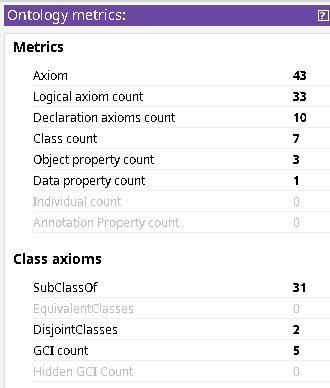 Ontology metrics: ?
Metrics
Axiom 43
Logical axiom count 33
Declaration axioms count 10
Class count 7
Object property count 3
Data property count 1
Individual count 0
Annotation Property count 0
Class axioms
SubClassOf 31
EquivalentClasses 0
DisjointClasses 2
GCI count 5
Hidden GCI Count 0